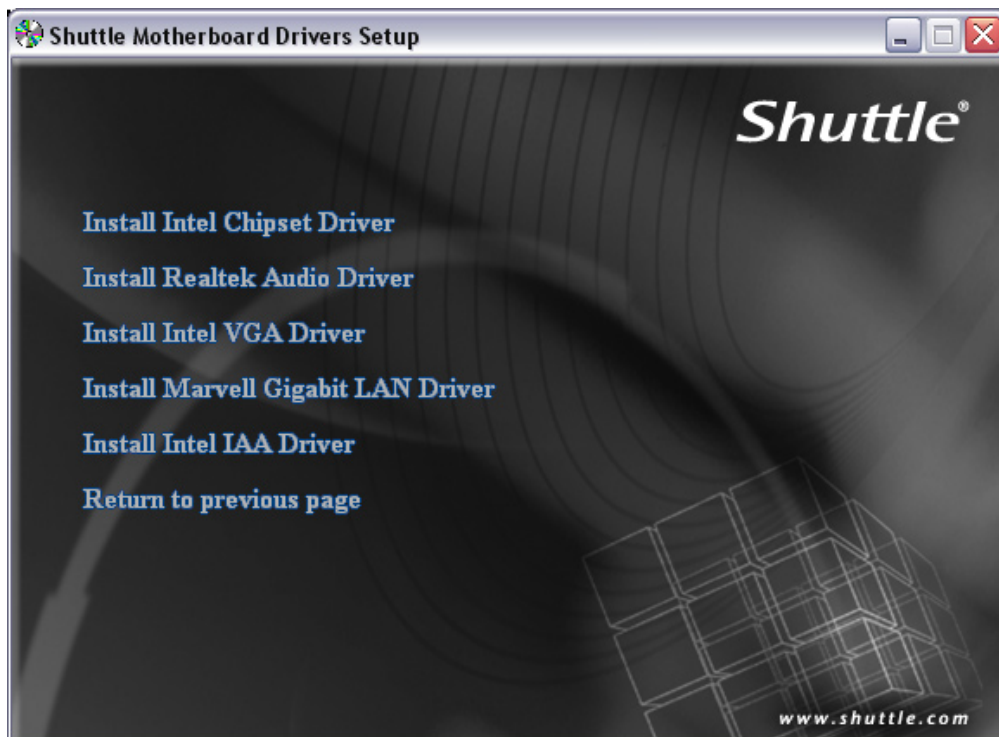 Shuttle Motherboard Drivers Setup
Shuttle®
Install Intel Chipset Driver
Install Realtek Audio Driver
Install Intel VGA Driver
Install Marvell Gigabit LAN Driver
Install Intel IAA Driver
Return to previous page
www.shuttle.com